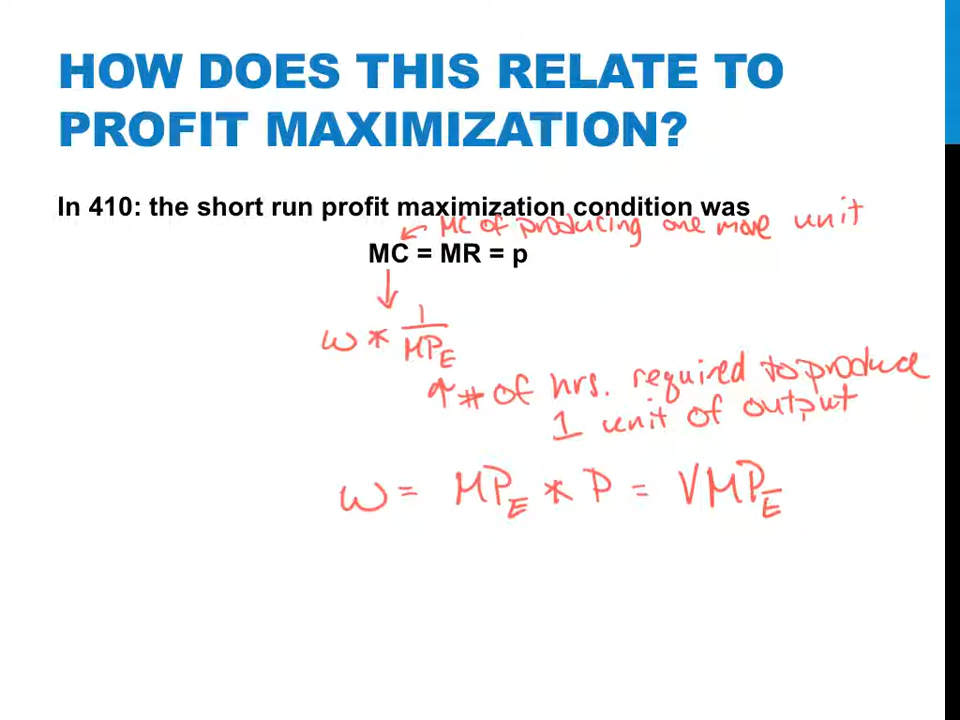 HOW DOES THIS RELATE TO
PROFIT MAXIMIZATION?
In 410: the short run profit maximization condition was
← MC of producing one more unit
MC = MR = p
↓
w * 1/MP_E
↑ # of hrs. required to produce
1 unit of output
w = MP_E * P = VMP_E